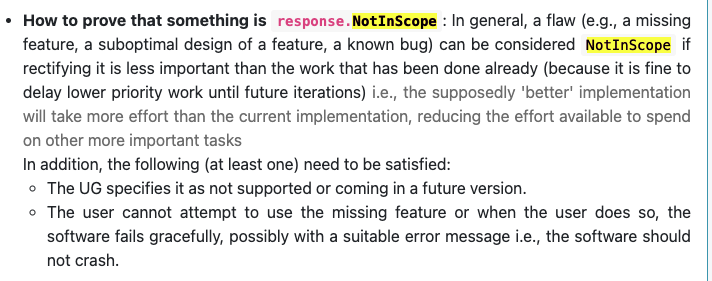 • How to prove that something is response.NotInScope : In general, a flaw (e.g., a missing
feature, a suboptimal design of a feature, a known bug) can be considered NotInScope if
rectifying it is less important than the work that has been done already (because it is fine to
delay lower priority work until future iterations) i.e., the supposedly 'better' implementation
will take more effort than the current implementation, reducing the effort available to spend
on other more important tasks
In addition, the following (at least one) need to be satisfied:
◦ The UG specifies it as not supported or coming in a future version.
◦ The user cannot attempt to use the missing feature or when the user does so, the
software fails gracefully, possibly with a suitable error message i.e., the software should
not crash.